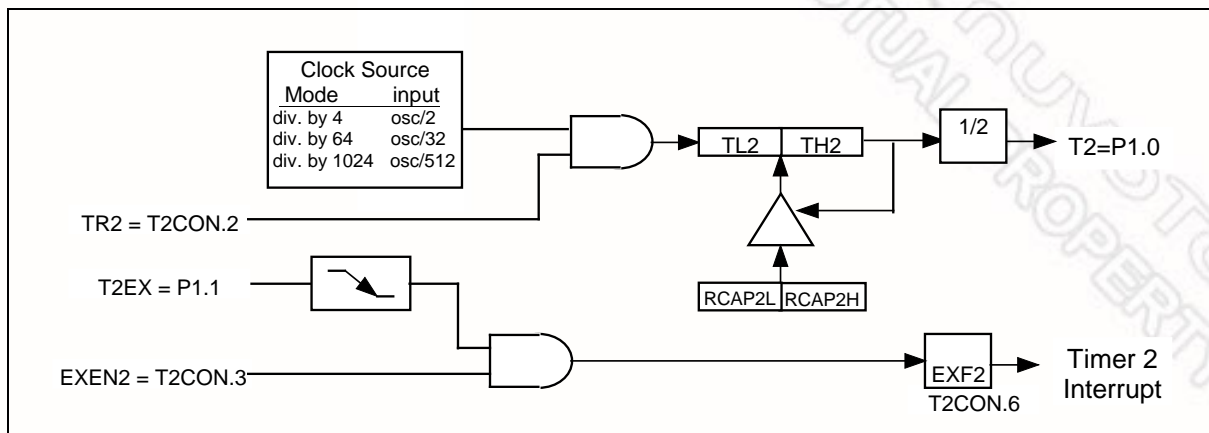 Clock Source
Mode input
div. by 4 osc/2
div. by 64 osc/32
div. by 1024 osc/512
TL2 TH2
1/2
T2=P1.0
TR2 = T2CON.2
T2EX = P1.1
RCAP2L RCAP2H
EXEN2 = T2CON.3
EXF2
T2CON.6
Timer 2
Interrupt